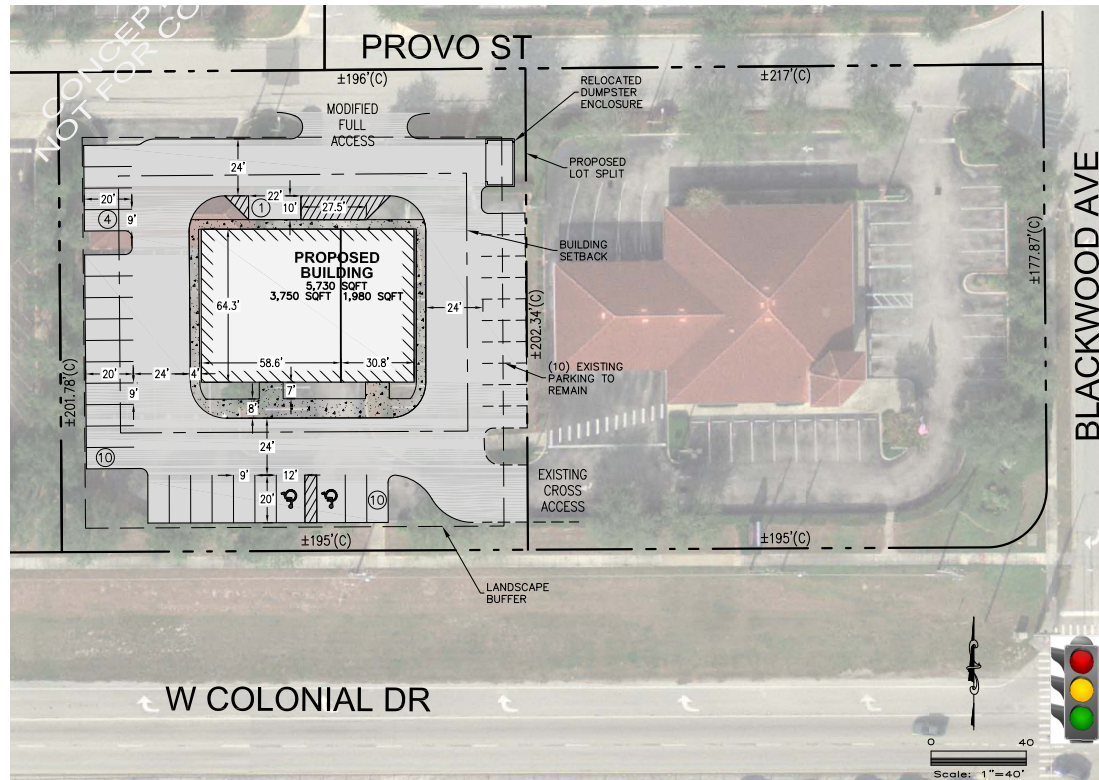 CONCEP
NOT FOR CO
PROVO ST
±196'(C)
±217'(C)
RELOCATED
DUMPSTER
ENCLOSURE
MODIFIED
FULL
ACCESS
PROPOSED
LOT SPLIT
24'
20'
4
9'
22'
1
10'
27.5'
BUILDING
SETBACK
PROPOSED
BUILDING
5,730 SQFT
3,750 SQFT
1,980 SQFT
64.3'
24'
58.6'
30.8'
±202.34'(C)
±177.87'(C)
BLACKWOOD AVE
(10) EXISTING
PARKING TO
REMAIN
±201.78'(C)
20'
24'
4'
9'
7'
8'
10
24'
9'
12'
20'
10
EXISTING
CROSS
ACCESS
±195'(C)
±195'(C)
LANDSCAPE
BUFFER
W COLONIAL DR
0
40
Scale: 1"=40'